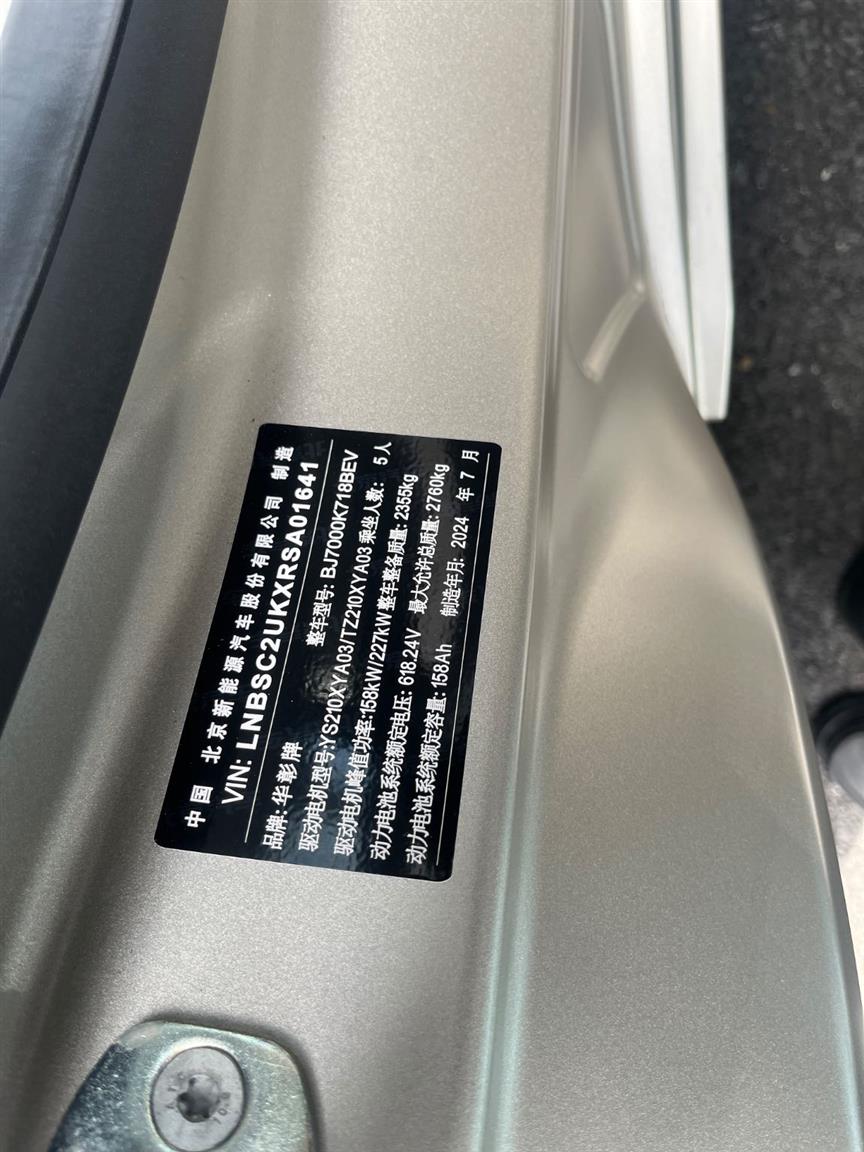 中国 北京新能源汽车股份有限公司 制造
VIN: LNBSC2UKXRSA01641
品牌: 华彰牌 整车型号: BJ7000K718BEV
驱动电机型号:YS210XYA03/TZ210XYA03 乘坐人数: 5人
驱动电机峰值功率:158kW/227kW 整车整备质量: 2355kg
动力电池系统额定电压: 618.24V 最大允许总质量: 2760kg
动力电池系统额定容量: 158Ah 制造年月: 2024 年 7 月